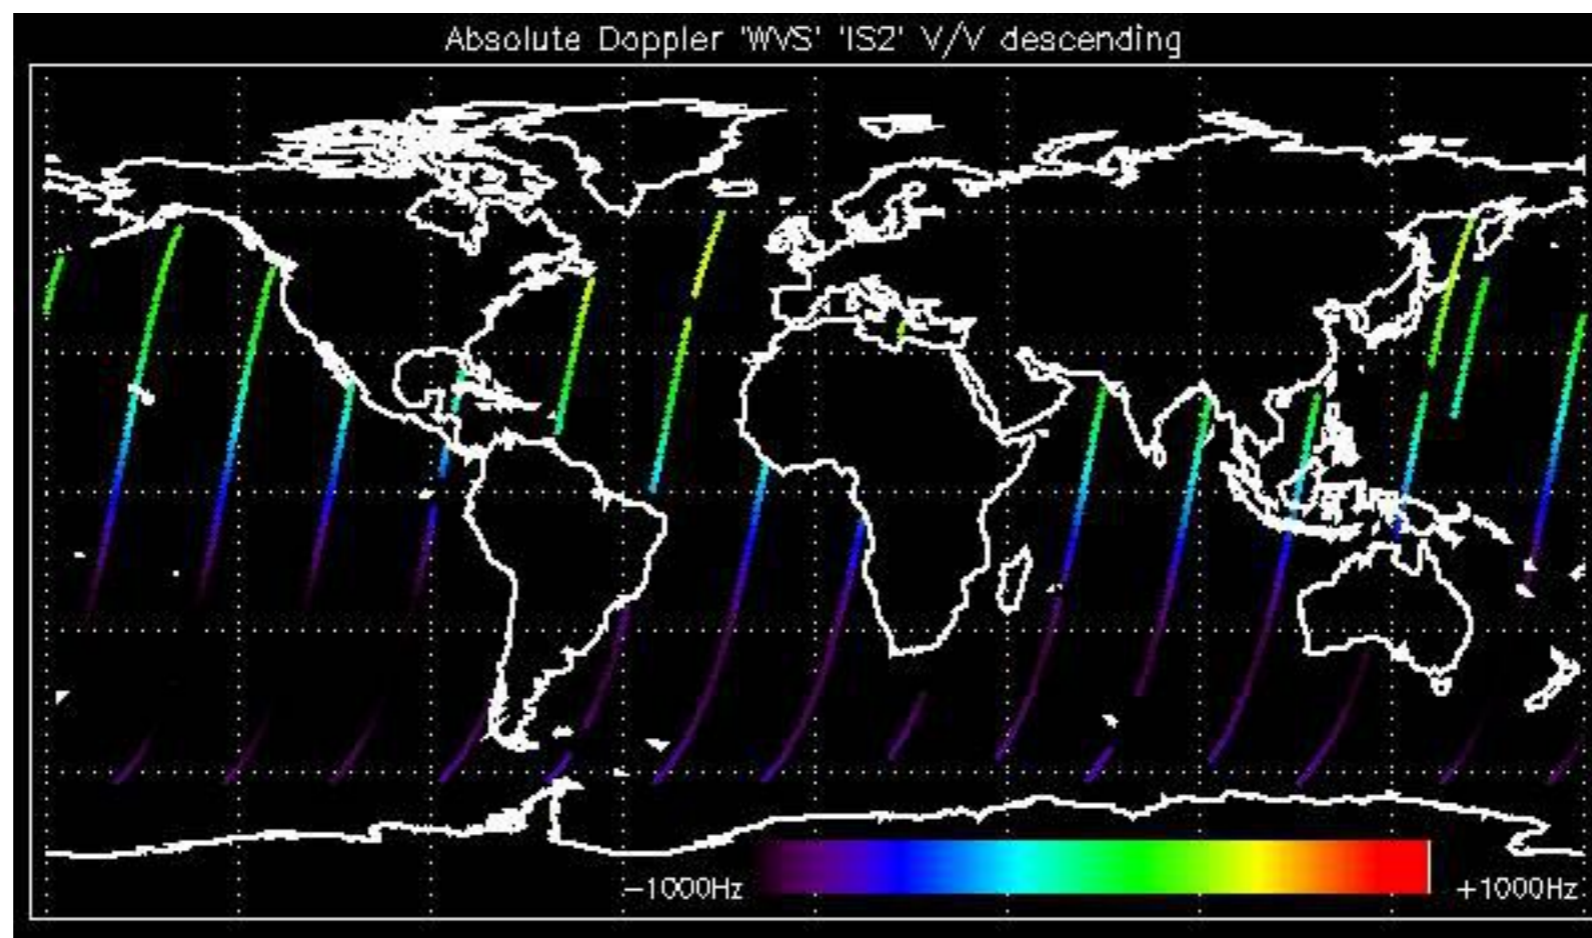 Absolute Doppler 'WVS' 'IS2' V/V descending
-1000Hz +1000Hz